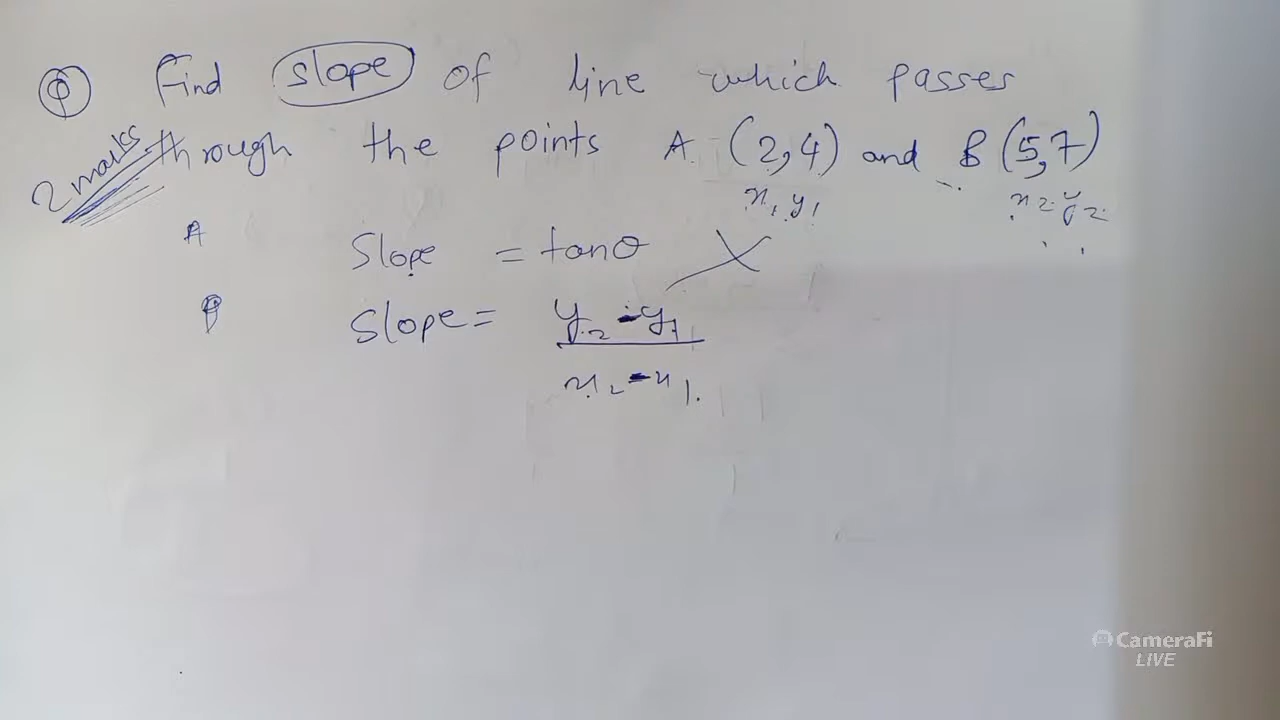 Q Find slope of line which passes
2 marks through the points A (2,4) and B (5,7)
x₁ y₁ x₂ y₂
A Slope = tanθ X
Slope = y₂ - y₁
x₂ - x₁
CameraFi
LIVE